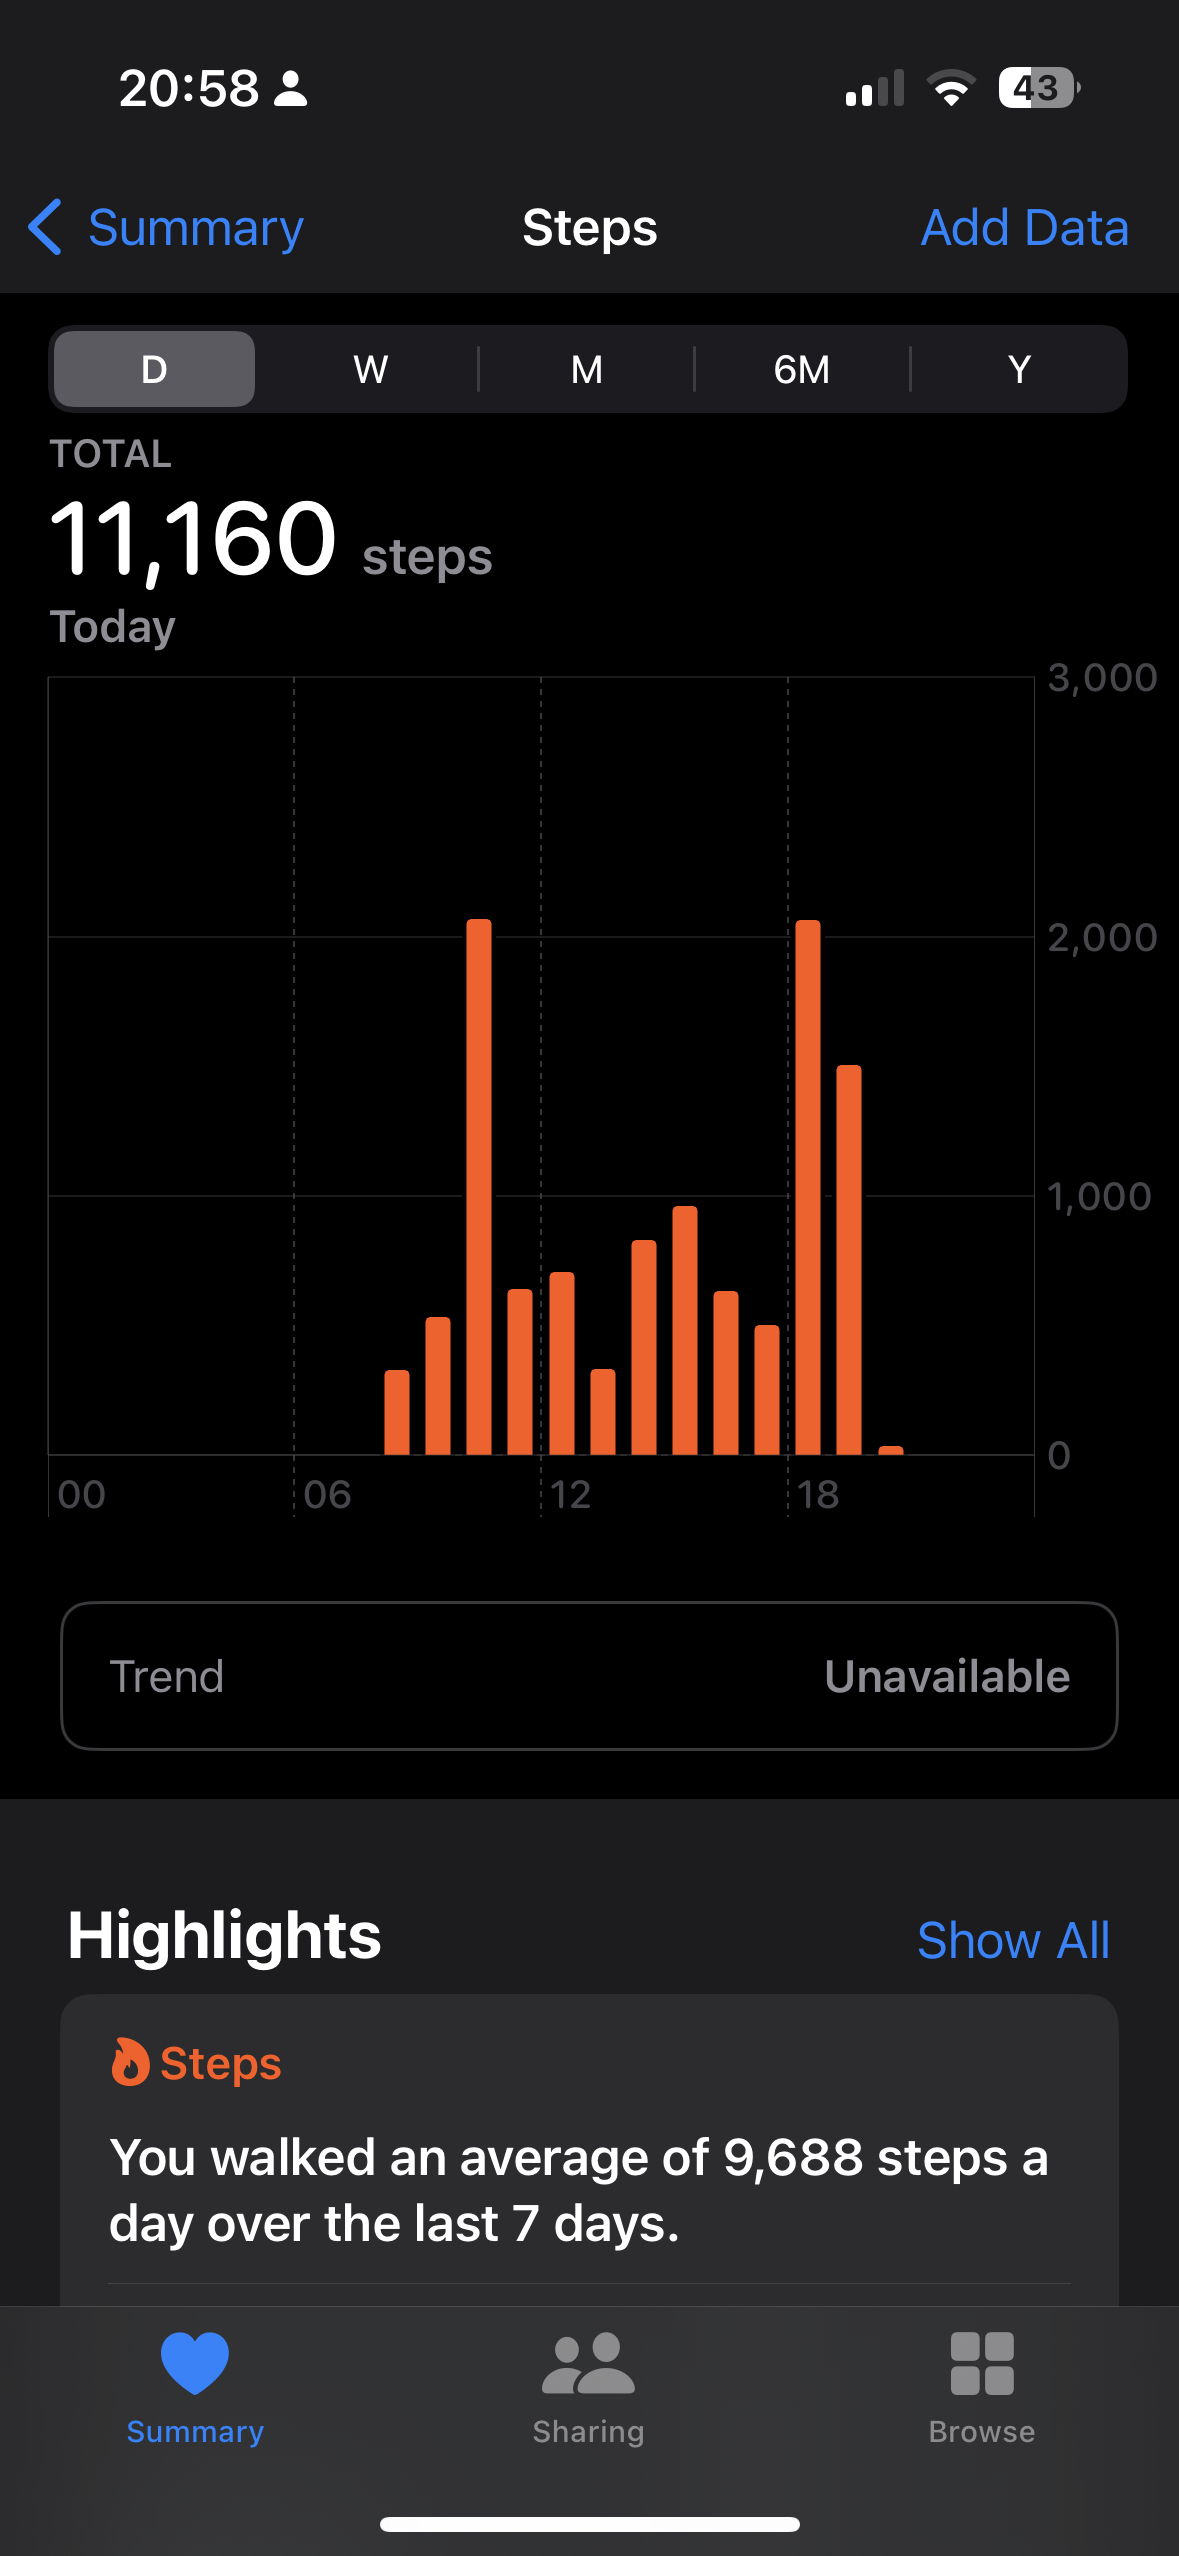 20:58
43
Summary
Steps
Add Data
D W M 6M Y
TOTAL
11,160 steps
Today
3,000
2,000
1,000
0
00 06 12 18
Trend Unavailable
Highlights
Show All
Steps
You walked an average of 9,688 steps a
day over the last 7 days.
Summary Sharing Browse